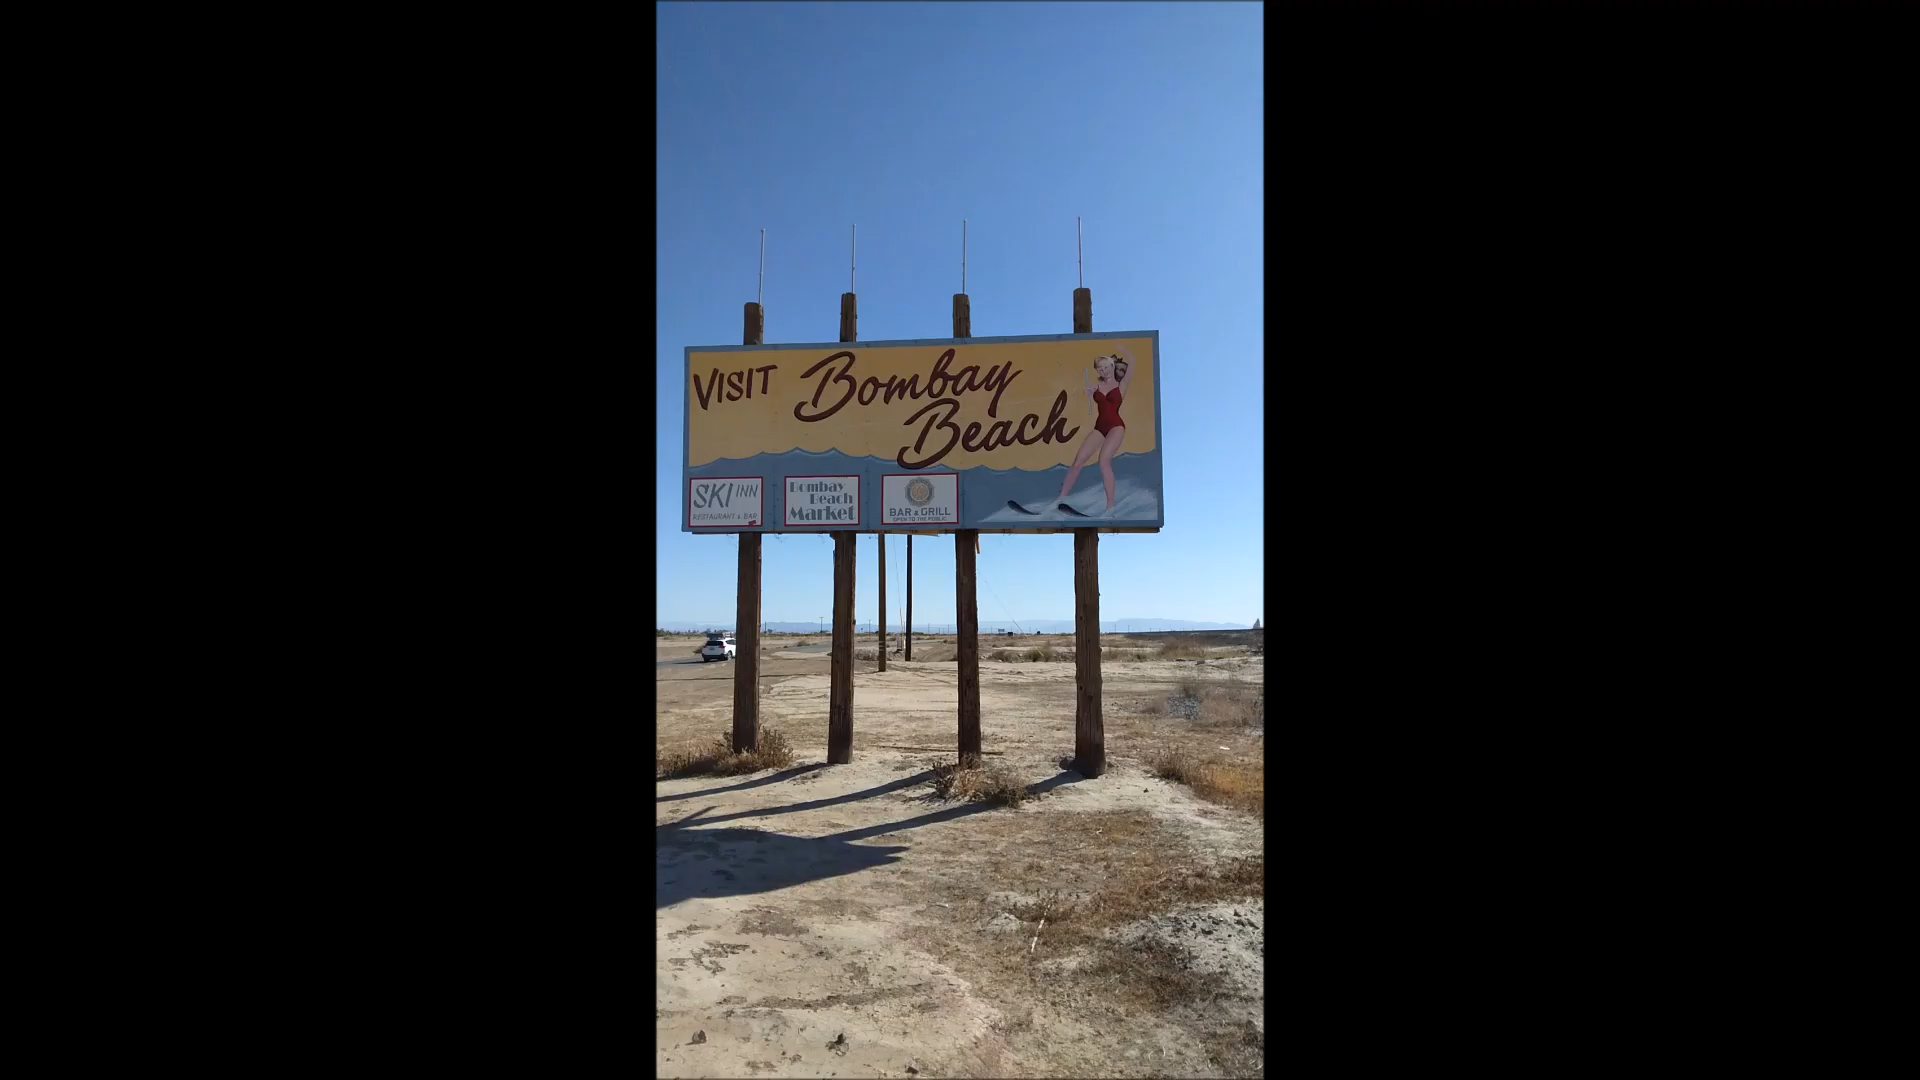 VISIT Bombay
Beach
SKI INN
RESTAURANT & BAR
Bombay
Beach
Market
BAR & GRILL
OPEN TO THE PUBLIC